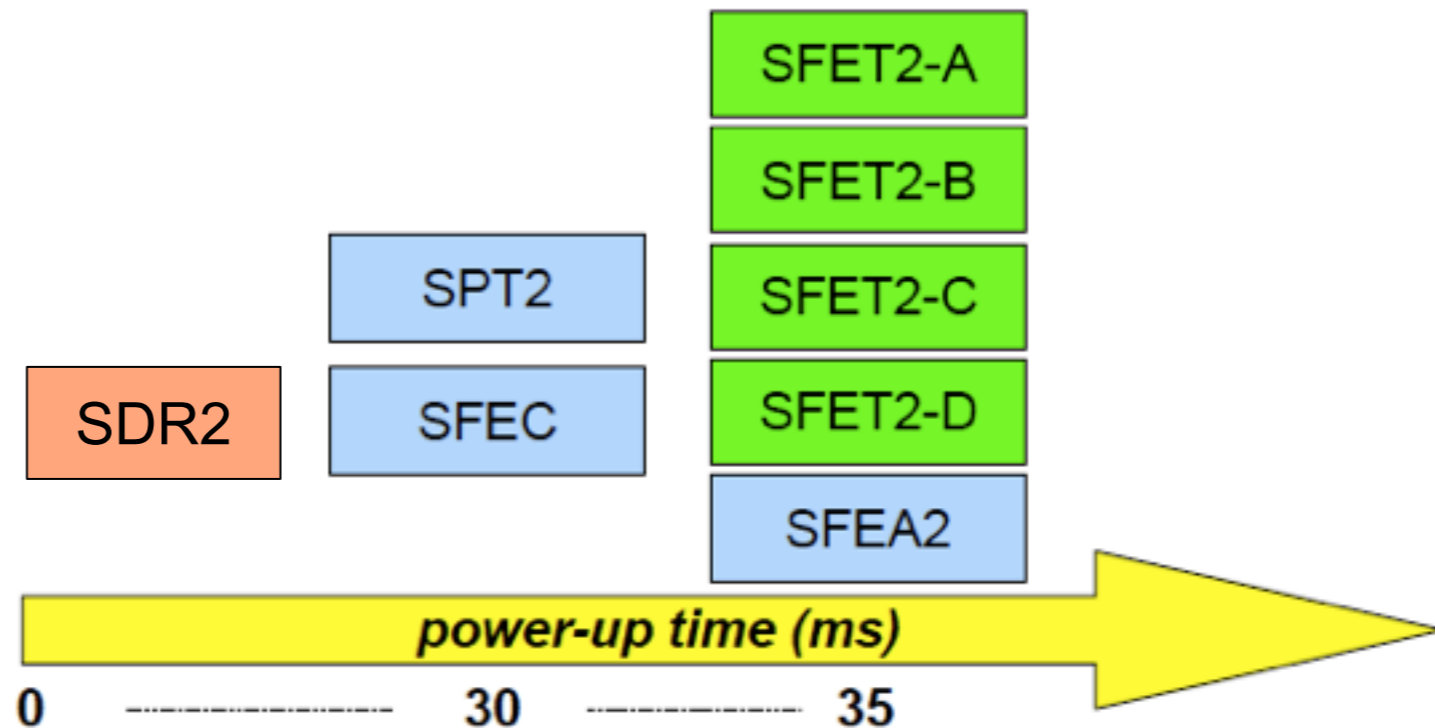 SFET2-A
SFET2-B
SPT2
SFET2-C
SDR2
SFEC
SFET2-D
SFEA2
power-up time (ms)
0 30 35